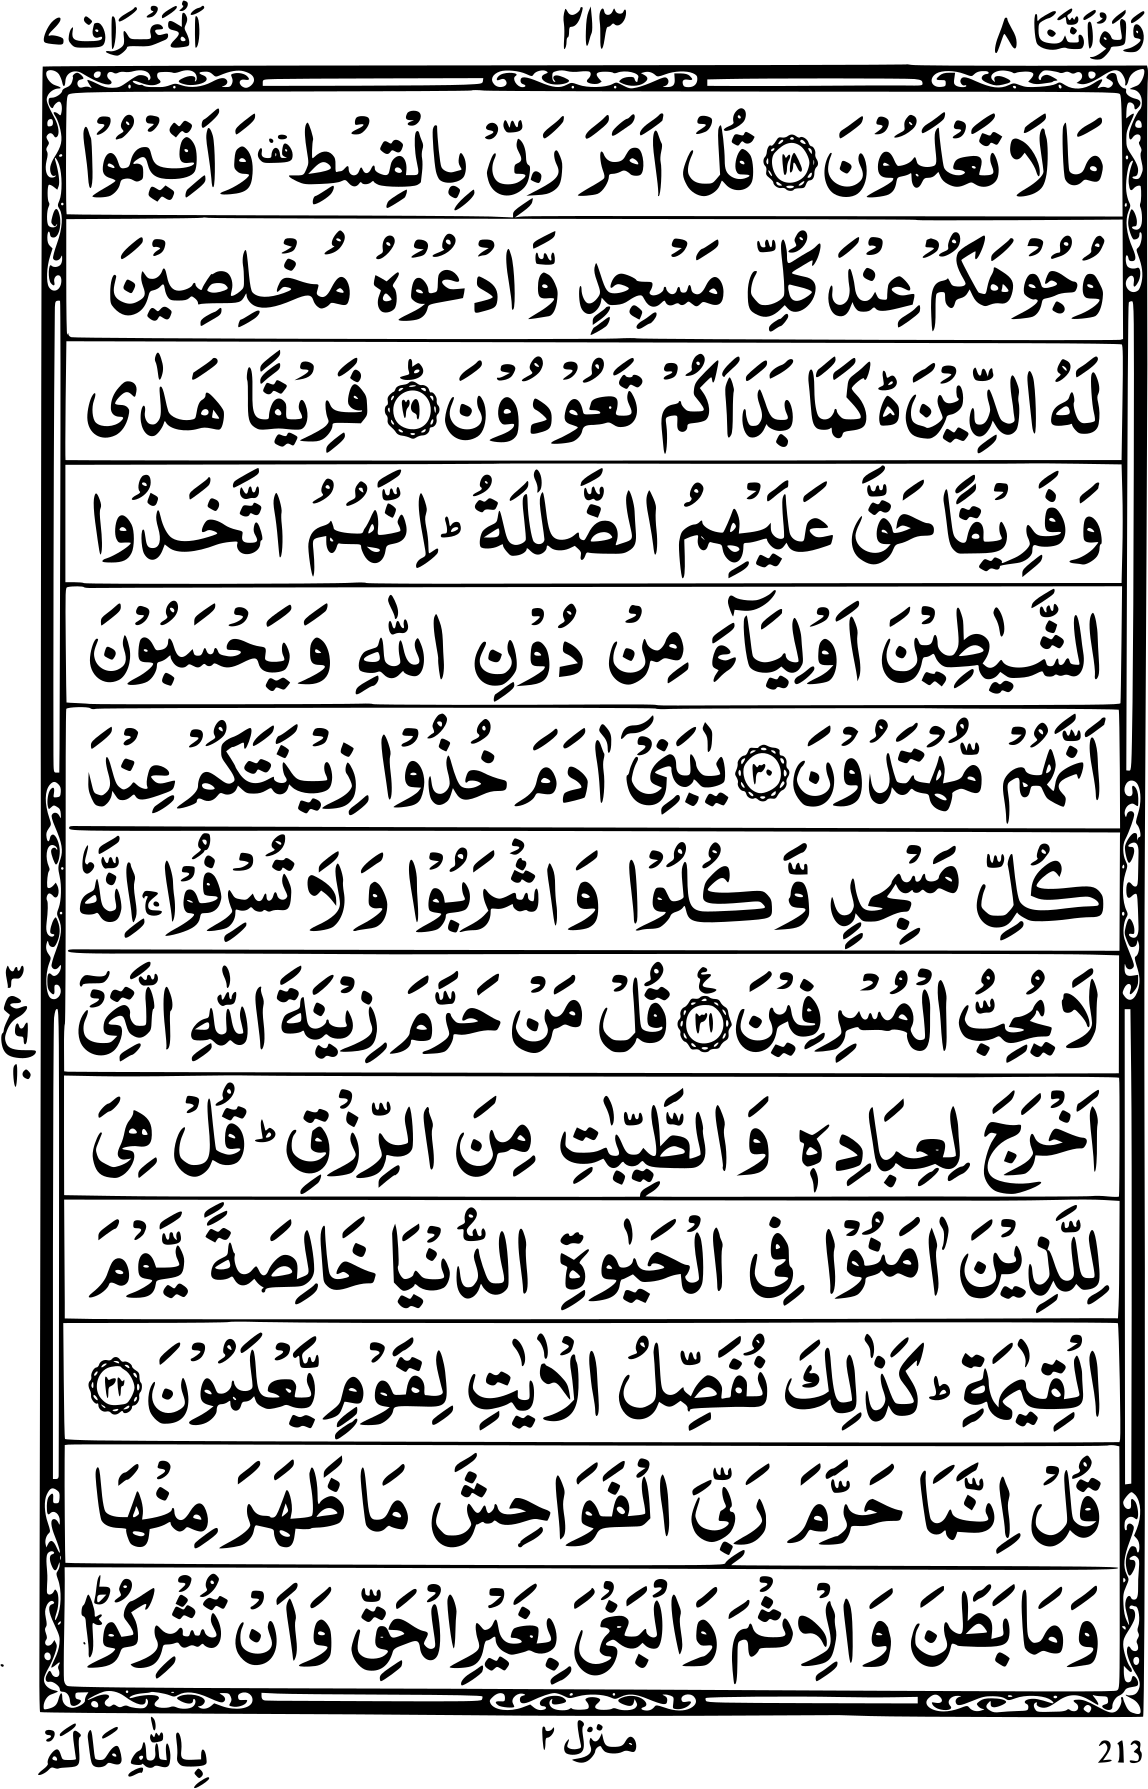 وَلَوْاَنَّنَا ٨ ٢١٣ اَلْاَعْرَاف ٧
مَا لَا تَعْلَمُوْنَ ۝٢٨ قُلْ اَمَرَ رَبِّیْ بِالْقِسْطِ قف وَ اَقِیْمُوْا
وُجُوْهَكُمْ عِنْدَ كُلِّ مَسْجِدٍ وَّ ادْعُوْهُ مُخْلِصِیْنَ
لَهُ الدِّیْنَ ۬ؕ كَمَا بَدَاَكُمْ تَعُوْدُوْنَ ؕ۝٢٩ فَرِیْقًا هَدٰی
وَ فَرِیْقًا حَقَّ عَلَیْهِمُ الضَّلٰلَةُ ؕ اِنَّهُمُ اتَّخَذُوا
الشَّیٰطِیْنَ اَوْلِیَآءَ مِنْ دُوْنِ اللّٰهِ وَ یَحْسَبُوْنَ
اَنَّهُمْ مُّهْتَدُوْنَ ۝٣٠ یٰبَنِیْۤ اٰدَمَ خُذُوْا زِیْنَتَكُمْ عِنْدَ
كُلِّ مَسْجِدٍ وَّ كُلُوْا وَ اشْرَبُوْا وَ لَا تُسْرِفُوْا ۚ اِنَّهٗ
لَا یُحِبُّ الْمُسْرِفِیْنَ ۝٣١ ع قُلْ مَنْ حَرَّمَ زِیْنَةَ اللّٰهِ الَّتِیْۤ
٣
ع
١٠
اَخْرَجَ لِعِبَادِهٖ وَ الطَّیِّبٰتِ مِنَ الرِّزْقِ ؕ قُلْ هِیَ
لِلَّذِیْنَ اٰمَنُوْا فِی الْحَیٰوةِ الدُّنْیَا خَالِصَةً یَّوْمَ
الْقِیٰمَةِ ؕ كَذٰلِكَ نُفَصِّلُ الْاٰیٰتِ لِقَوْمٍ یَّعْلَمُوْنَ ۝٣٢
قُلْ اِنَّمَا حَرَّمَ رَبِّیَ الْفَوَاحِشَ مَا ظَهَرَ مِنْهَا
وَ مَا بَطَنَ وَ الْاِثْمَ وَ الْبَغْیَ بِغَیْرِ الْحَقِّ وَ اَنْ تُشْرِكُوْا
بِاللّٰهِ مَا لَمْ منزل ٢ 213